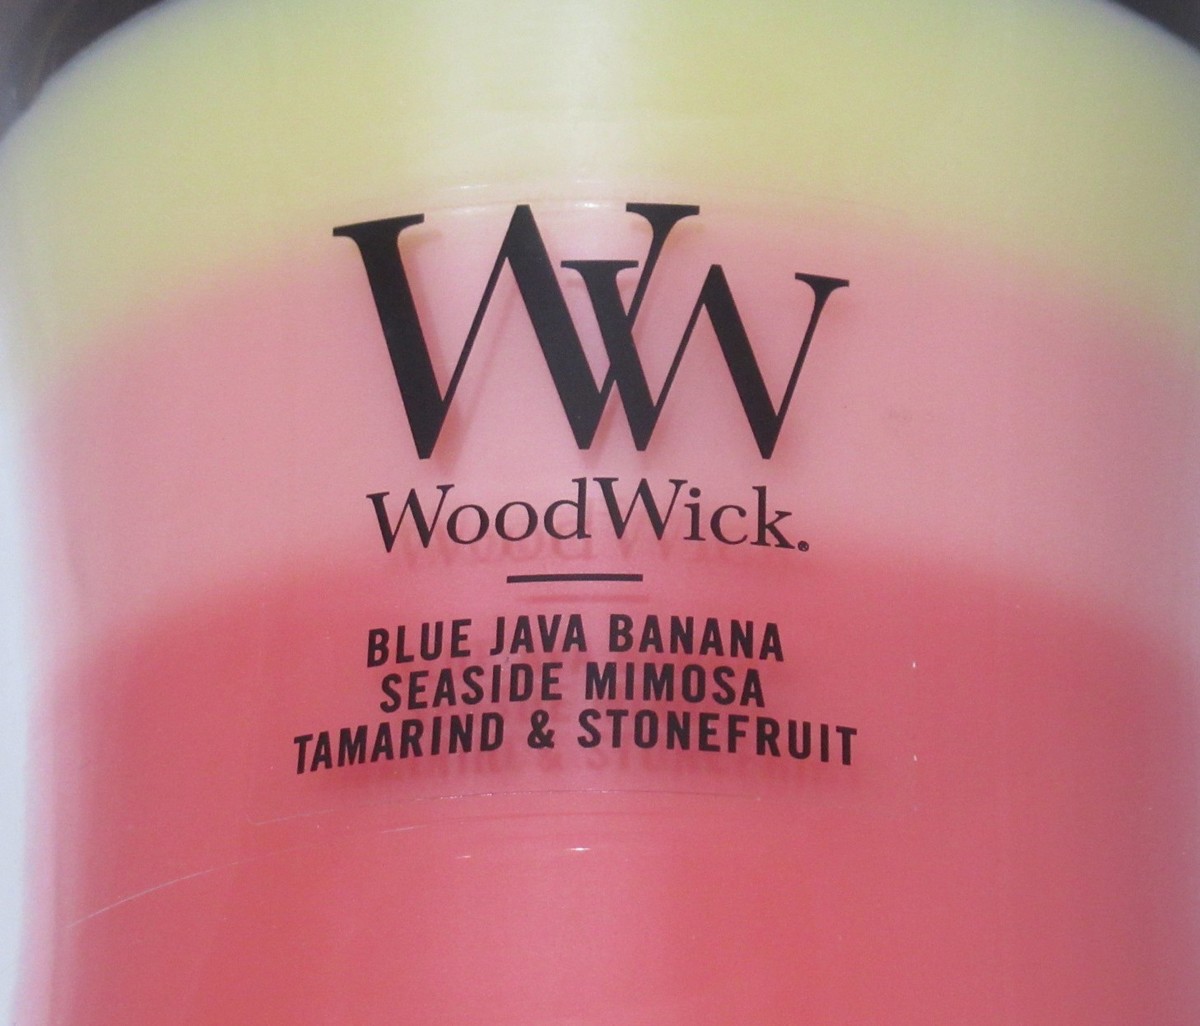 WW
WoodWick.®
BLUE JAVA BANANA
SEASIDE MIMOSA
TAMARIND & STONEFRUIT